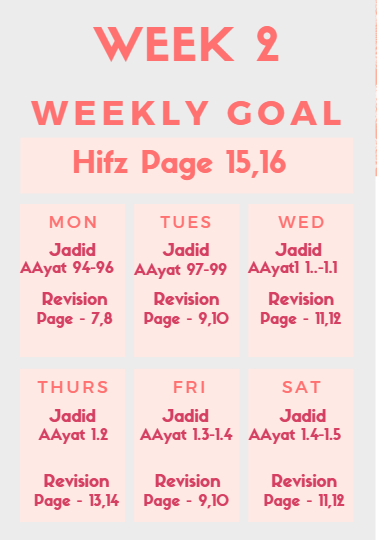 WEEK 2
WEEKLY GOAL
Hifz Page 15,16
MON
Jadid
AAyat 94-96
Revision
Page - 7,8
TUES
Jadid
AAyat 97-99
Revision
Page - 9,10
WED
Jadid
AAyat1 1..-1.1
Revision
Page - 11,12
THURS
Jadid
AAyat 1.2
Revision
Page - 13,14
FRI
Jadid
AAyat 1.3-1.4
Revision
Page - 9,10
SAT
Jadid
AAyat 1.4-1.5
Revision
Page - 11,12